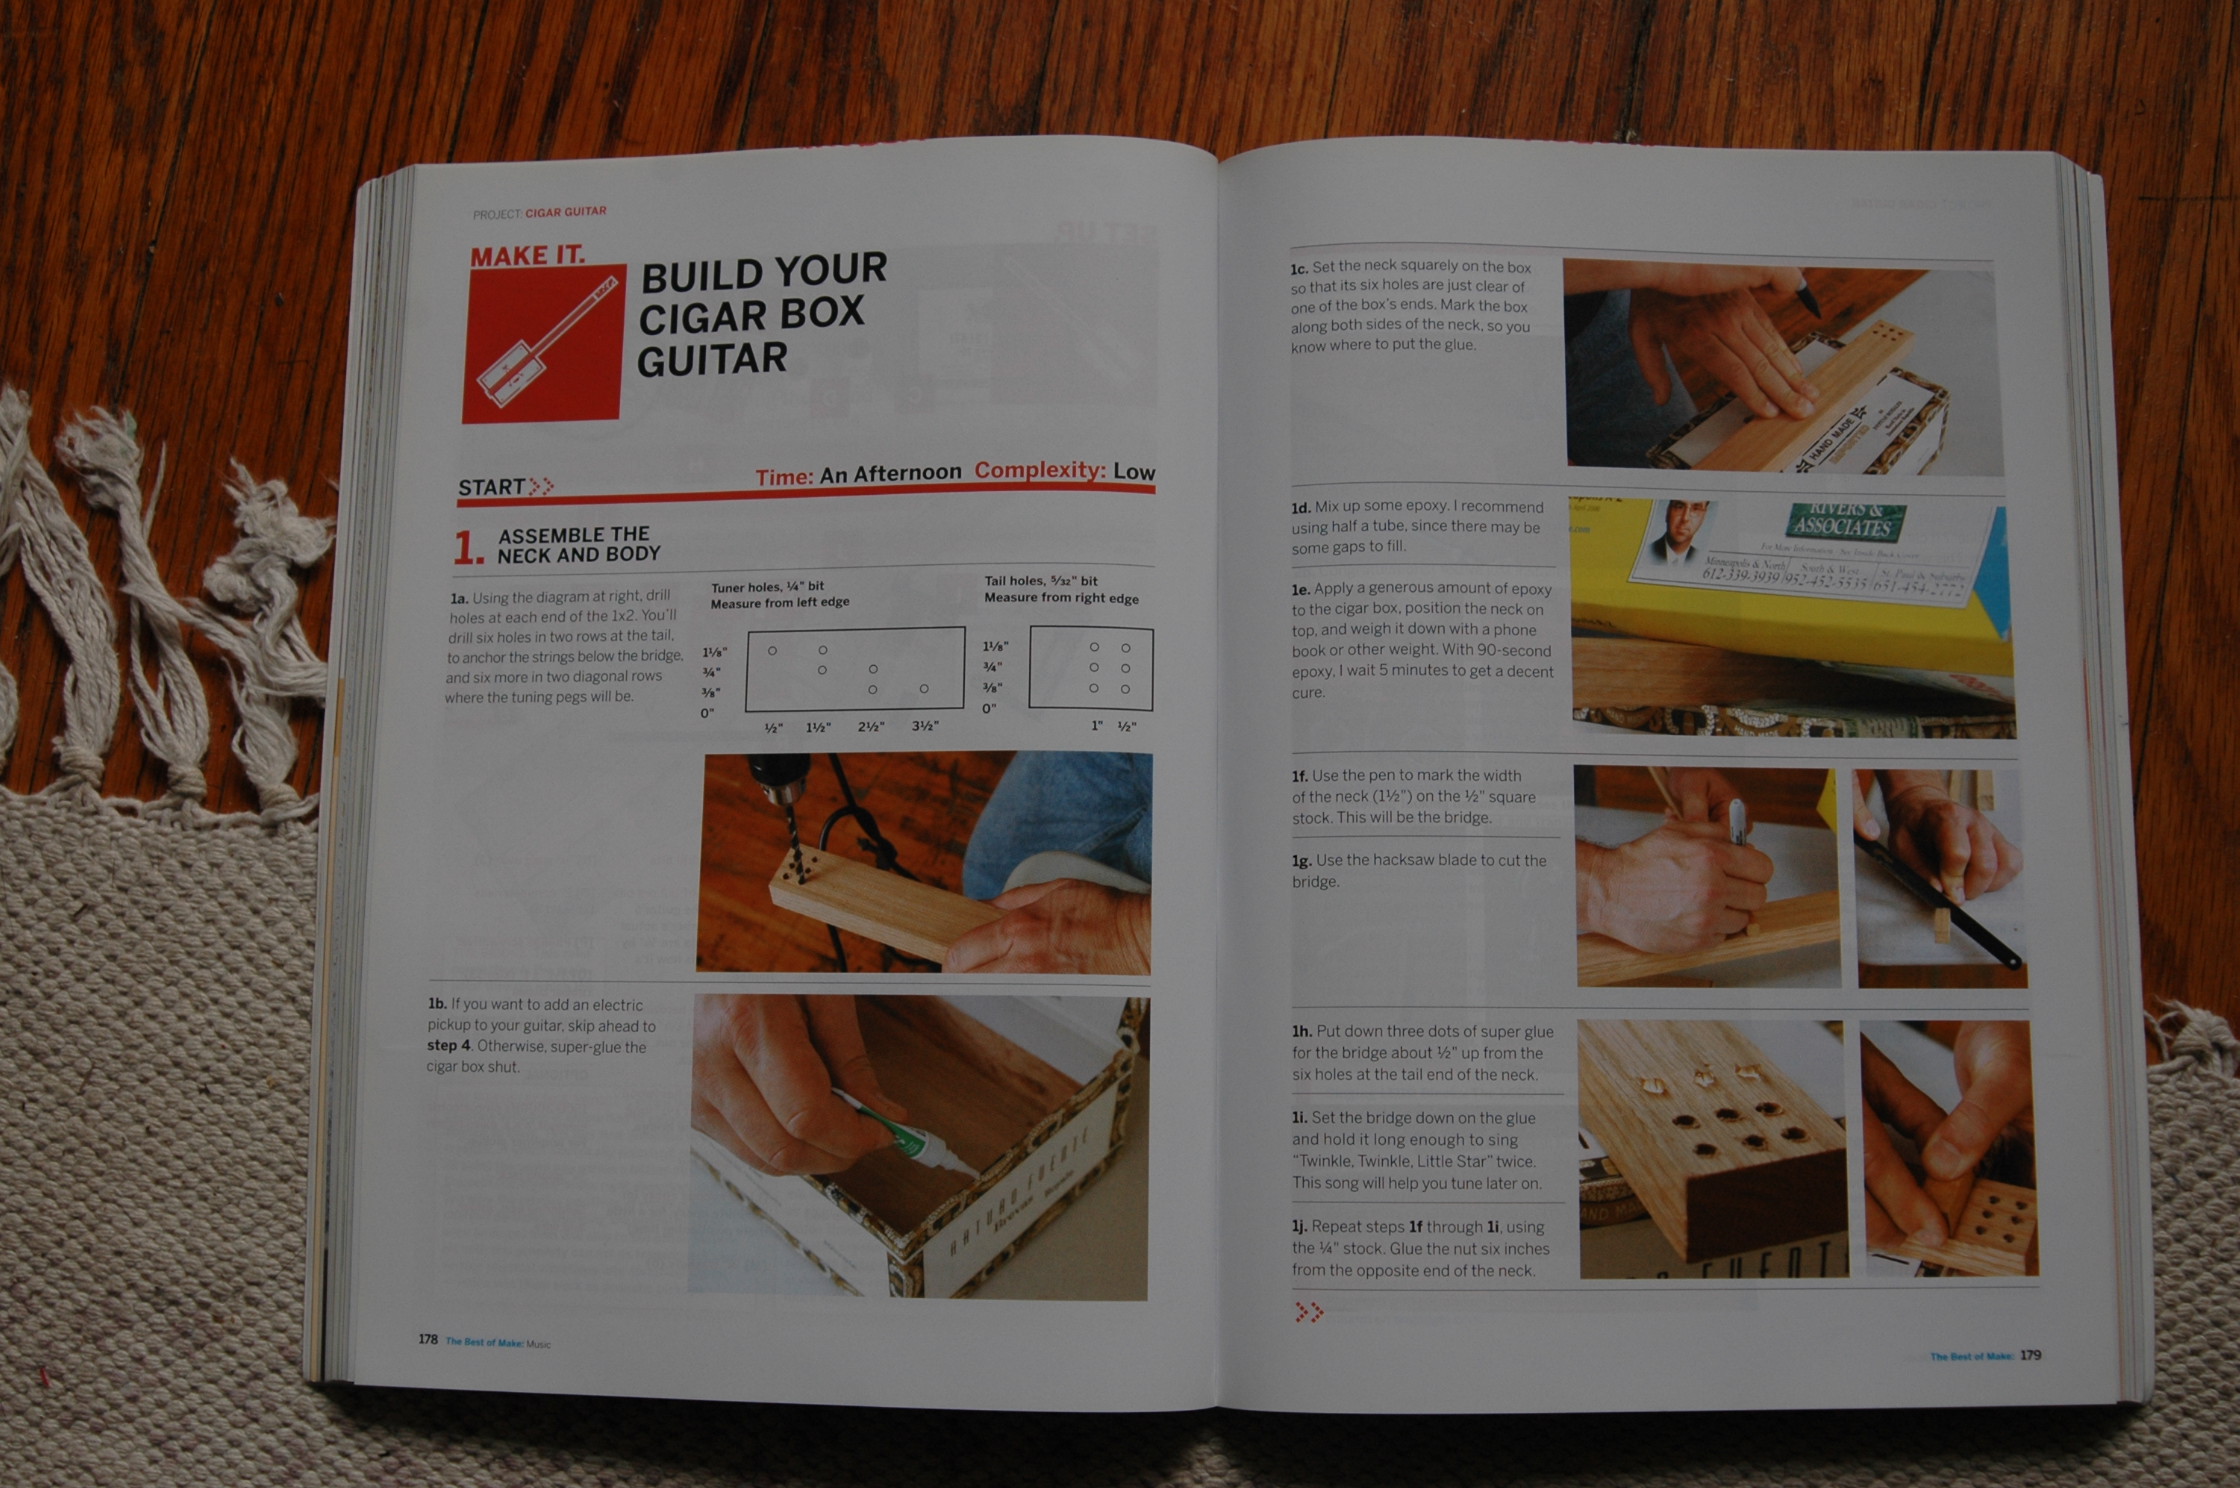 PROJECT: CIGAR GUITAR
MAKE IT.
BUILD YOUR
CIGAR BOX
GUITAR
START>>
Time: An Afternoon Complexity: Low
1. ASSEMBLE THE
NECK AND BODY
1a. Using the diagram at right, drill
holes at each end of the 1x2. You'll
drill six holes in two rows at the tail,
to anchor the strings below the bridge,
and six more in two diagonal rows
where the tuning pegs will be.
Tuner holes, ¼" bit
Measure from left edge
1⅛"
¾"
⅜"
0"
½" 1½" 2½" 3½"
Tail holes, 5/32" bit
Measure from right edge
1⅛"
¾"
⅜"
0"
1" ½"
1b. If you want to add an electric
pickup to your guitar, skip ahead to
step 4. Otherwise, super-glue the
cigar box shut.
ARTURO FUENTE
178 The Best of Make: Music
1c. Set the neck squarely on the box
so that its six holes are just clear of
one of the box's ends. Mark the box
along both sides of the neck, so you
know where to put the glue.
HAND MADE
1d. Mix up some epoxy. I recommend
using half a tube, since there may be
some gaps to fill.
1e. Apply a generous amount of epoxy
to the cigar box, position the neck on
top, and weigh it down with a phone
book or other weight. With 90-second
epoxy, I wait 5 minutes to get a decent
cure.
RIVERS &
ASSOCIATES
Minneapolis & North
612-339-3939
South & West
952-452-5535
St. Paul & Suburbs
1f. Use the pen to mark the width
of the neck (1½") on the ½" square
stock. This will be the bridge.
1g. Use the hacksaw blade to cut the
bridge.
1h. Put down three dots of super glue
for the bridge about ½" up from the
six holes at the tail end of the neck.
1i. Set the bridge down on the glue
and hold it long enough to sing
"Twinkle, Twinkle, Little Star" twice.
This song will help you tune later on.
1j. Repeat steps 1f through 1i, using
the ¼" stock. Glue the nut six inches
from the opposite end of the neck.
The Best of Make: 179